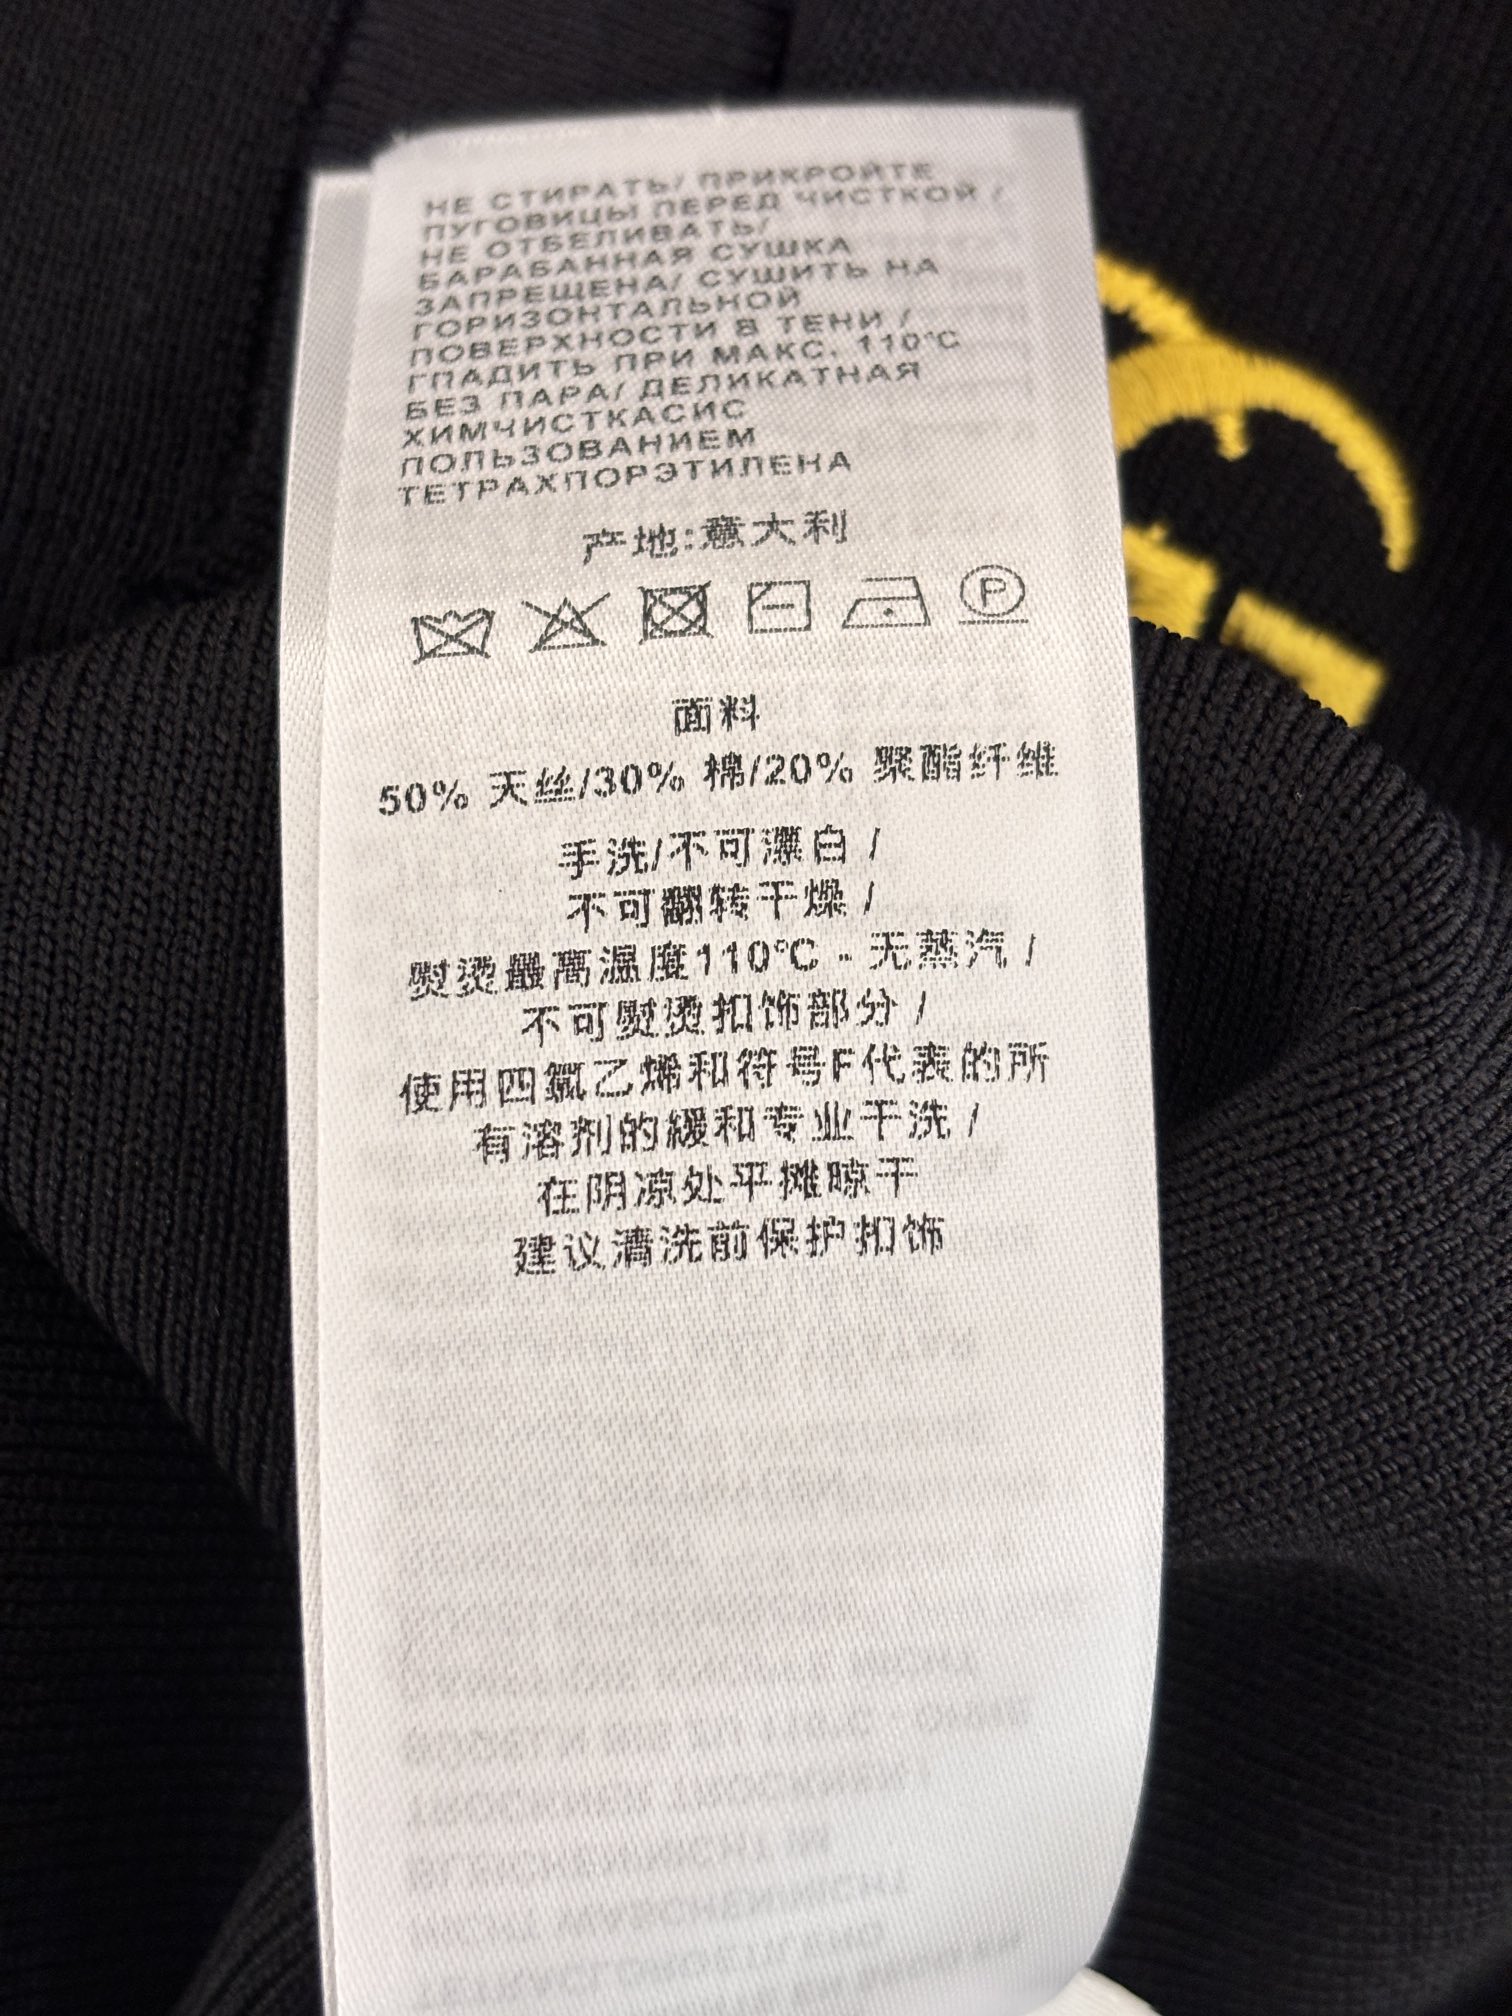 НЕ СТИРАТЬ/ ПРИКРОЙТЕ
ПУГОВИЦЫ ПЕРЕД ЧИСТКОЙ /
НЕ ОТБЕЛИВАТЬ/
БАРАБАННАЯ СУШКА
ЗАПРЕЩЕНА/ СУШИТЬ НА
ГОРИЗОНТАЛЬНОЙ
ПОВЕРХНОСТИ В ТЕНИ /
ГПАДИТЬ ПРИ МАКС. 110°C
БЕЗ ПАРА/ ДЕЛИКАТНАЯ
ХИМЧИСТКАСИС
ПОЛЬЗОВАНИЕМ
ТЕТРАХПОРЭТИЛЕНА
产地:意大利
P
面料
50% 天丝/30% 棉/20% 聚酯纤维
手洗/不可漂白 /
不可翻转干燥 /
熨烫最高温度110°C - 无蒸汽 /
不可熨烫扣饰部分 /
使用四氯乙烯和符号F代表的所
有溶剂的緩和专业干洗 /
在阴凉处平摊晾干
建议清洗前保护扣饰